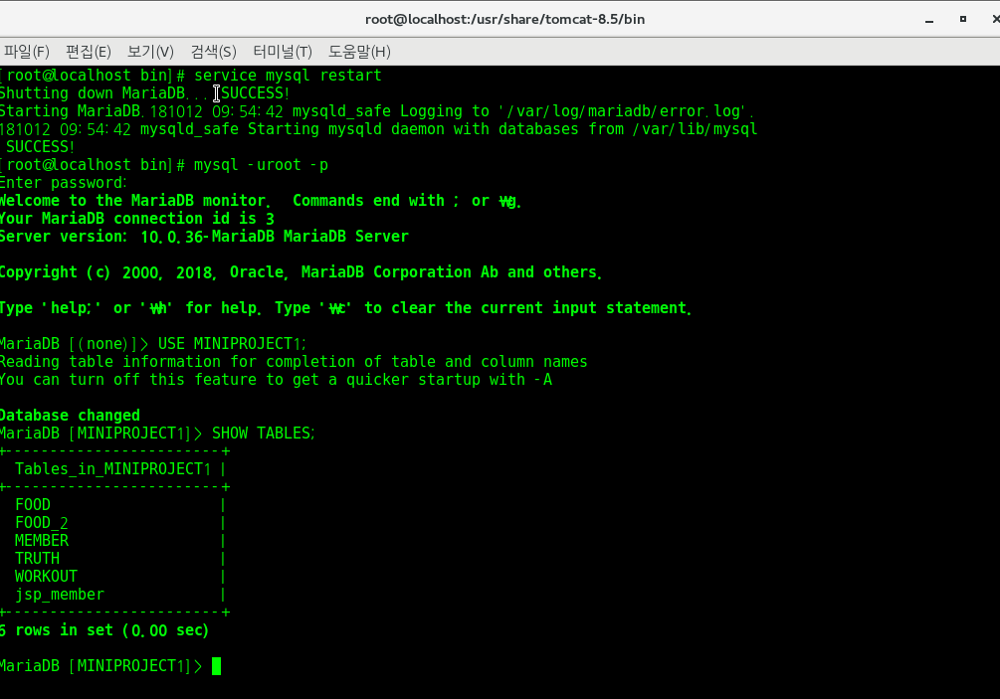 root@localhost:/usr/share/tomcat-8.5/bin
파일(F) 편집(E) 보기(V) 검색(S) 터미널(T) 도움말(H)
[root@localhost bin]# service mysql restart
Shutting down MariaDB... SUCCESS!
Starting MariaDB.181012 09:54:42 mysqld_safe Logging to '/var/log/mariadb/error.log'.
181012 09:54:42 mysqld_safe Starting mysqld daemon with databases from /var/lib/mysql
SUCCESS!
[root@localhost bin]# mysql -uroot -p
Enter password:
Welcome to the MariaDB monitor.  Commands end with ; or ₩g.
Your MariaDB connection id is 3
Server version: 10.0.36-MariaDB MariaDB Server
Copyright (c) 2000, 2018, Oracle, MariaDB Corporation Ab and others.
Type 'help;' or '₩h' for help. Type '₩c' to clear the current input statement.
MariaDB [(none)]> USE MINIPROJECT1;
Reading table information for completion of table and column names
You can turn off this feature to get a quicker startup with -A
Database changed
MariaDB [MINIPROJECT1]> SHOW TABLES;
+------------------------+
Tables_in_MINIPROJECT1 |
+------------------------+
FOOD |
FOOD_2 |
MEMBER |
TRUTH |
WORKOUT |
jsp_member |
+------------------------+
6 rows in set (0.00 sec)
MariaDB [MINIPROJECT1]>